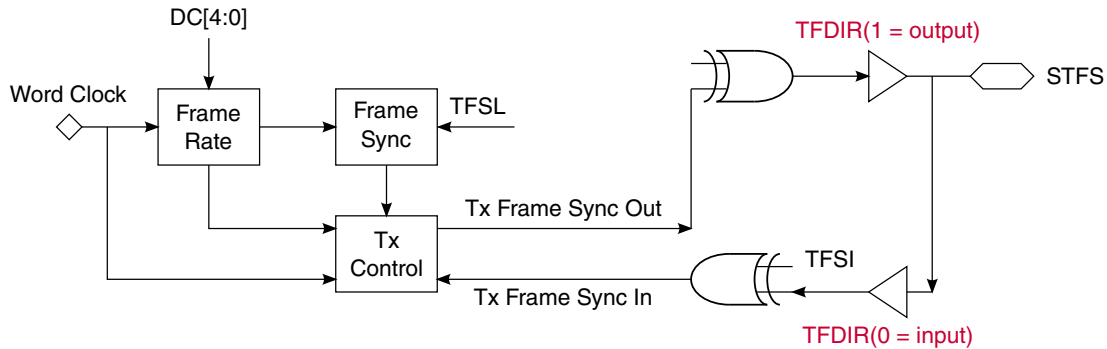 DC[4:0]
TFDIR(1 = output)
Word Clock
STFS
Frame
Rate
Frame
Sync
TFSL
Tx Frame Sync Out
Tx
Control
TFSI
Tx Frame Sync In
TFDIR(0 = input)